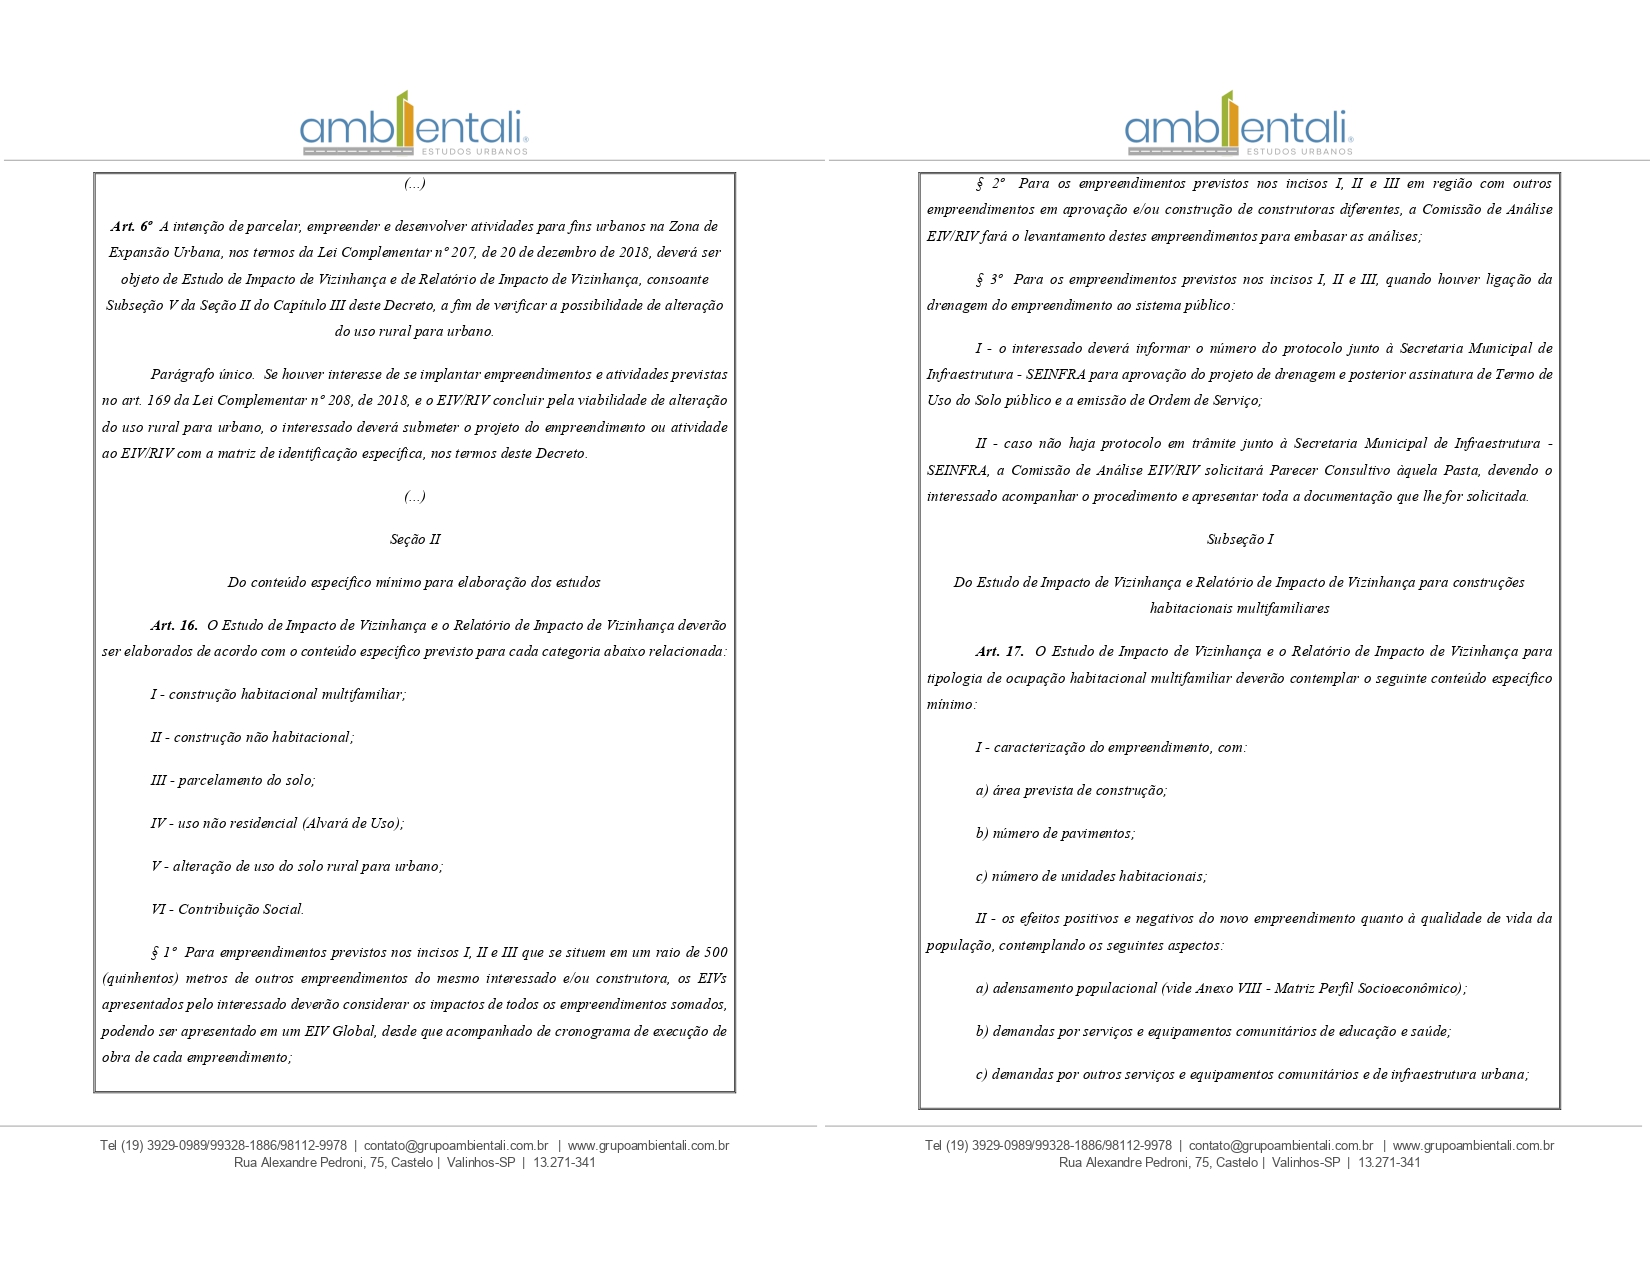 ambientali
ESTUDOS URBANOS
(...)
Art. 6º A intenção de parcelar, empreender e desenvolver atividades para fins urbanos na Zona de
Expansão Urbana, nos termos da Lei Complementar nº 207, de 20 de dezembro de 2018, deverá ser
objeto de Estudo de Impacto de Vizinhança e de Relatório de Impacto de Vizinhança, consoante
Subseção V da Seção II do Capítulo III deste Decreto, a fim de verificar a possibilidade de alteração
do uso rural para urbano.
Parágrafo único. Se houver interesse de se implantar empreendimentos e atividades previstas
no art. 169 da Lei Complementar nº 208, de 2018, e o EIV/RIV concluir pela viabilidade de alteração
do uso rural para urbano, o interessado deverá submeter o projeto do empreendimento ou atividade
ao EIV/RIV com a matriz de identificação específica, nos termos deste Decreto.
(...)
Seção II
Do conteúdo específico mínimo para elaboração dos estudos
Art. 16. O Estudo de Impacto de Vizinhança e o Relatório de Impacto de Vizinhança deverão
ser elaborados de acordo com o conteúdo específico previsto para cada categoria abaixo relacionada:
I - construção habitacional multifamiliar;
II - construção não habitacional;
III - parcelamento do solo;
IV - uso não residencial (Alvará de Uso);
V - alteração de uso do solo rural para urbano;
VI - Contribuição Social.
§ 1º Para empreendimentos previstos nos incisos I, II e III que se situem em um raio de 500
(quinhentos) metros de outros empreendimentos do mesmo interessado e/ou construtora, os EIVs
apresentados pelo interessado deverão considerar os impactos de todos os empreendimentos somados,
podendo ser apresentado em um EIV Global, desde que acompanhado de cronograma de execução de
obra de cada empreendimento;
Tel (19) 3929-0989/99328-1886/98112-9978 | contato@grupoambientali.com.br | www.grupoambientali.com.br
Rua Alexandre Pedroni, 75, Castelo | Valinhos-SP | 13.271-341
ambientali
ESTUDOS URBANOS
§ 2º Para os empreendimentos previstos nos incisos I, II e III em região com outros
empreendimentos em aprovação e/ou construção de construtoras diferentes, a Comissão de Análise
EIV/RIV fará o levantamento destes empreendimentos para embasar as análises;
§ 3º Para os empreendimentos previstos nos incisos I, II e III, quando houver ligação da
drenagem do empreendimento ao sistema público:
I - o interessado deverá informar o número do protocolo junto à Secretaria Municipal de
Infraestrutura - SEINFRA para aprovação do projeto de drenagem e posterior assinatura de Termo de
Uso do Solo público e a emissão de Ordem de Serviço;
II - caso não haja protocolo em trâmite junto à Secretaria Municipal de Infraestrutura -
SEINFRA, a Comissão de Análise EIV/RIV solicitará Parecer Consultivo àquela Pasta, devendo o
interessado acompanhar o procedimento e apresentar toda a documentação que lhe for solicitada.
Subseção I
Do Estudo de Impacto de Vizinhança e Relatório de Impacto de Vizinhança para construções
habitacionais multifamiliares
Art. 17. O Estudo de Impacto de Vizinhança e o Relatório de Impacto de Vizinhança para
tipologia de ocupação habitacional multifamiliar deverão contemplar o seguinte conteúdo específico
mínimo:
I - caracterização do empreendimento, com:
a) área prevista de construção;
b) número de pavimentos;
c) número de unidades habitacionais;
II - os efeitos positivos e negativos do novo empreendimento quanto à qualidade de vida da
população, contemplando os seguintes aspectos:
a) adensamento populacional (vide Anexo VIII - Matriz Perfil Socioeconômico);
b) demandas por serviços e equipamentos comunitários de educação e saúde;
c) demandas por outros serviços e equipamentos comunitários e de infraestrutura urbana;
Tel (19) 3929-0989/99328-1886/98112-9978 | contato@grupoambientali.com.br | www.grupoambientali.com.br
Rua Alexandre Pedroni, 75, Castelo | Valinhos-SP | 13.271-341